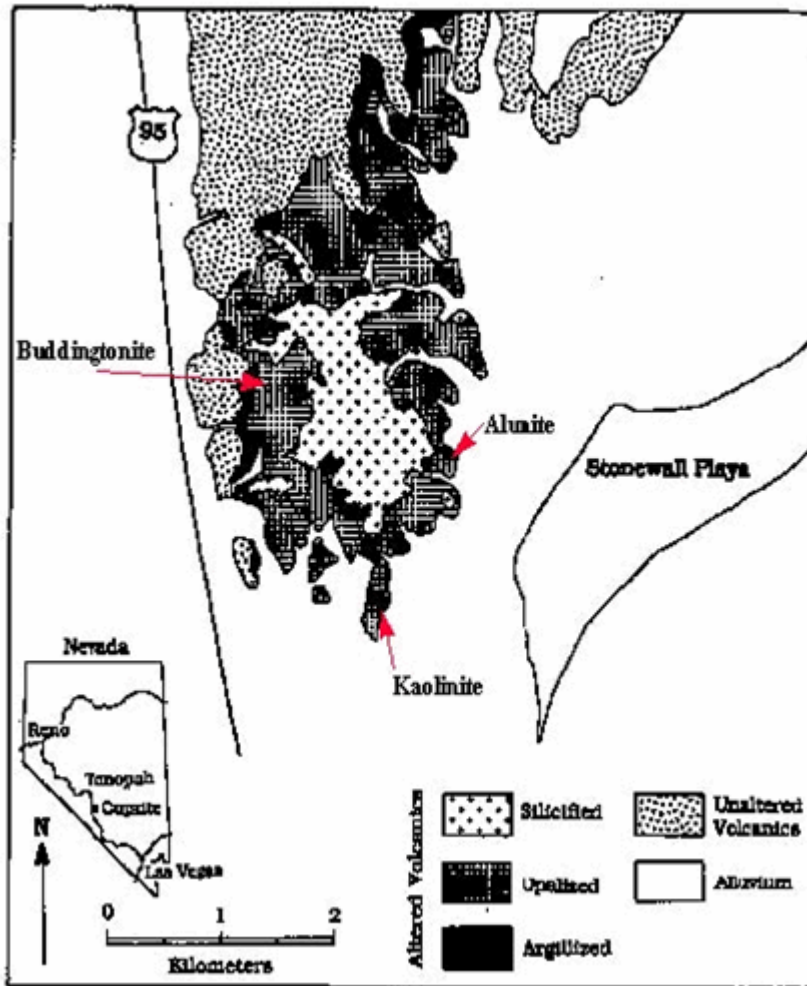 95
Buddingtonite
Alunite
Stonewall Playa
Kaolinite
Nevada
Reno
Tonopah
Cuprite
Las Vegas
N
0 1 2
Kilometers
Altered Volcanics
Silicified
Opalized
Argillized
Unaltered
Volcanics
Alluvium